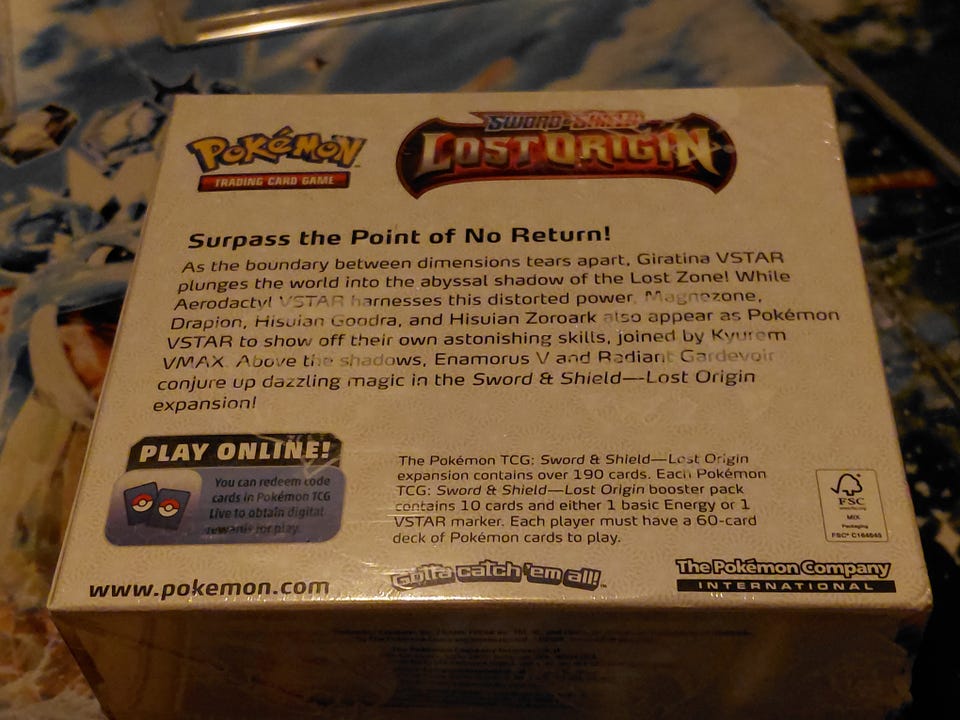 Pokémon
TRADING CARD GAME
SWORD & SHIELD
LOST ORIGIN
Surpass the Point of No Return!
As the boundary between dimensions tears apart, Giratina VSTAR
plunges the world into the abyssal shadow of the Lost Zone! While
Aerodactyl VSTAR harnesses this distorted power, Magnezone,
Drapion, Hisuian Goodra, and Hisuian Zoroark also appear as Pokémon
VSTAR to show off their own astonishing skills, joined by Kyurem
VMAX. Above the shadows, Enamorus V and Radiant Gardevoir
conjure up dazzling magic in the Sword & Shield—Lost Origin
expansion!
PLAY ONLINE!
You can redeem code
cards in Pokémon TCG
Live to obtain digital
rewards for play.
The Pokémon TCG: Sword & Shield—Lost Origin
expansion contains over 190 cards. Each Pokémon
TCG: Sword & Shield—Lost Origin booster pack
contains 10 cards and either 1 basic Energy or 1
VSTAR marker. Each player must have a 60-card
deck of Pokémon cards to play.
FSC
MIX
Packaging
www.pokemon.com
Gotta catch 'em all!™
The Pokémon Company
INTERNATIONAL